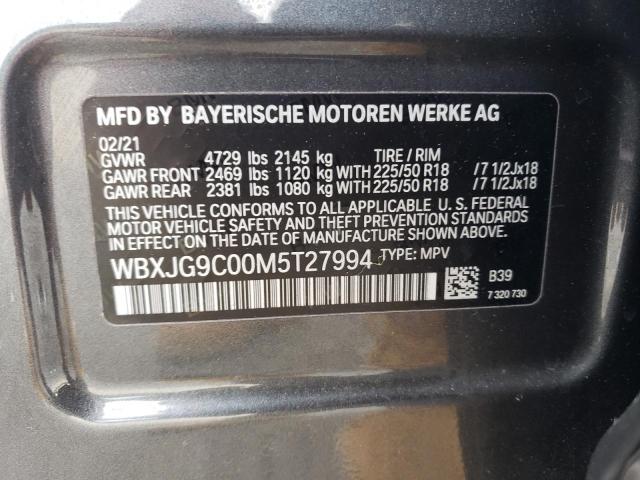 MFD BY BAYERISCHE MOTOREN WERKE AG
02/21
GVWR 4729 lbs 2145 kg TIRE / RIM
GAWR FRONT 2469 lbs 1120 kg WITH 225/50 R18 /7 1/2Jx18
GAWR REAR 2381 lbs 1080 kg WITH 225/50 R18 /7 1/2Jx18
THIS VEHICLE CONFORMS TO ALL APPLICABLE U. S. FEDERAL
MOTOR VEHICLE SAFETY AND THEFT PREVENTION STANDARDS
IN EFFECT ON THE DATE OF MANUFACTURE SHOWN ABOVE.
WBXJG9C00M5T27994 TYPE: MPV
B39
7 320 730